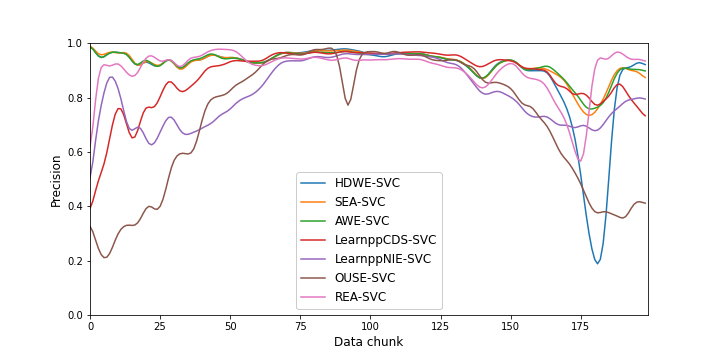 1.0
0.8
0.6
0.4
0.2
0.0
Precision
HDWE-SVC
SEA-SVC
AWE-SVC
LearnppCDS-SVC
LearnppNIE-SVC
OUSE-SVC
REA-SVC
0 25 50 75 100 125 150 175
Data chunk